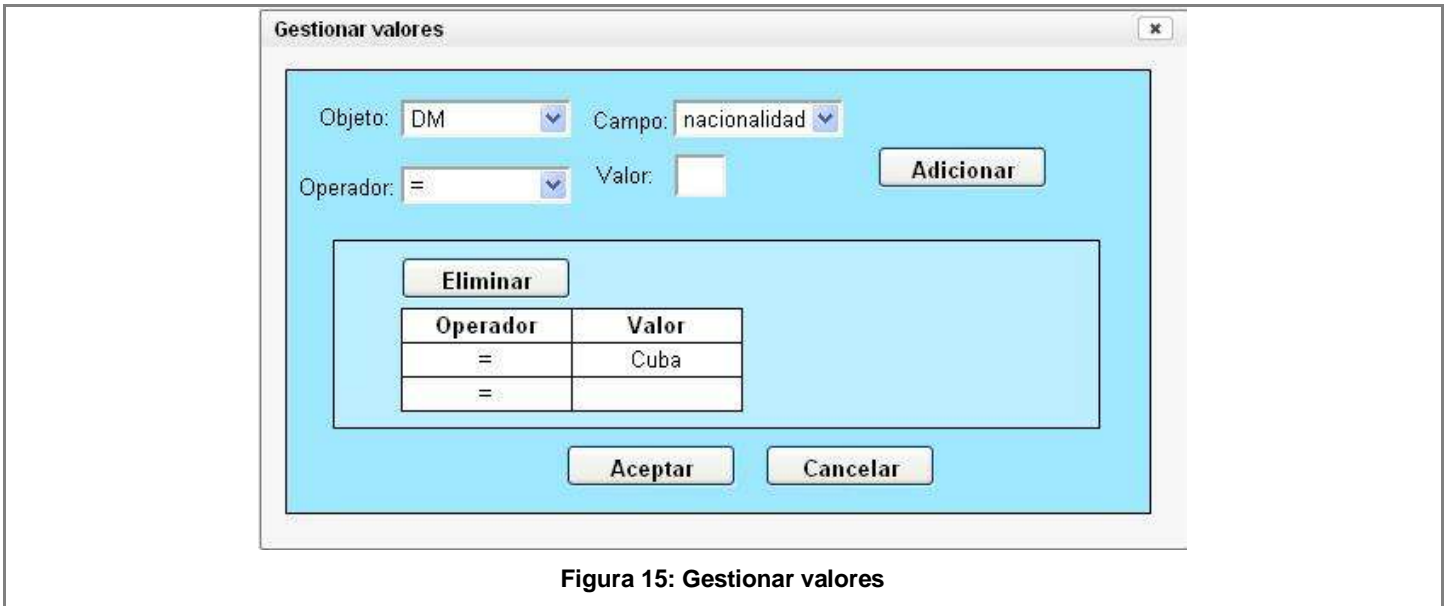 Gestionar valores
Objeto: DM Campo: nacionalidad
Operador: = Valor: Adicionar
Eliminar
Operador Valor
= Cuba
=
Aceptar Cancelar
Figura 15: Gestionar valores